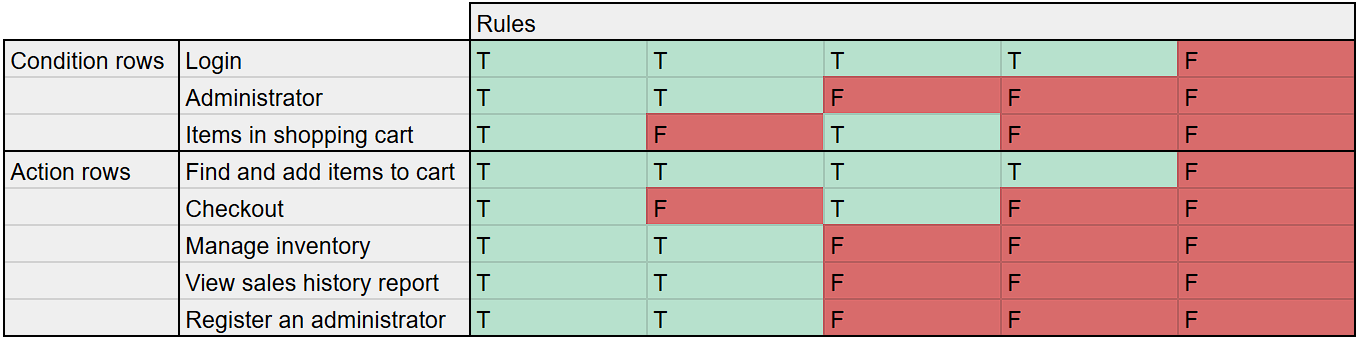 Rules
Condition rows Login T T T T F
Administrator T T F F F
Items in shopping cart T F T F F
Action rows Find and add items to cart T T T T F
Checkout T F T F F
Manage inventory T T F F F
View sales history report T T F F F
Register an administrator T T F F F